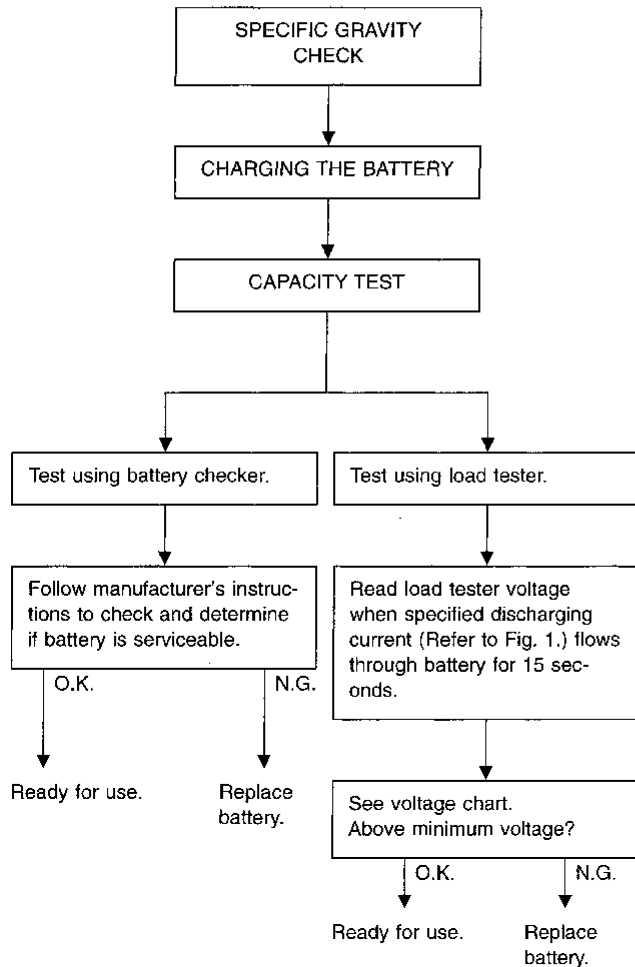 SPECIFIC GRAVITY
CHECK
CHARGING THE BATTERY
CAPACITY TEST
Test using battery checker.
Follow manufacturer's instruc-
tions to check and determine
if battery is serviceable.
O.K.
N.G.
Ready for use.
Replace
battery.
Test using load tester.
Read load tester voltage
when specified discharging
current (Refer to Fig. 1.) flows
through battery for 15 sec-
onds.
See voltage chart.
Above minimum voltage?
O.K.
N.G.
Ready for use.
Replace
battery.